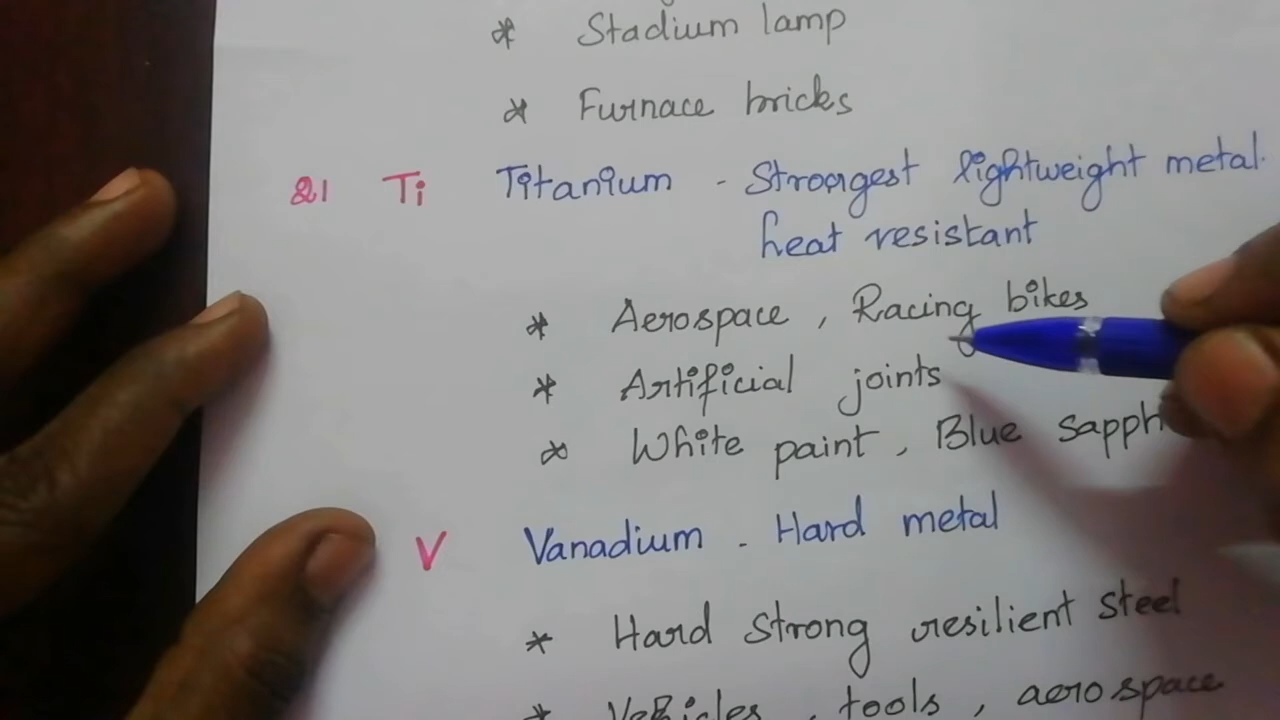 * Stadium lamp
* Furnace bricks
21 Ti Titanium - Strongest lightweight metal.
heat resistant
* Aerospace, Racing bikes
* Artificial joints
* White paint, Blue sapph
V Vanadium - Hard metal
* Hard strong resilient steel
* Vehicles, tools, aerospace